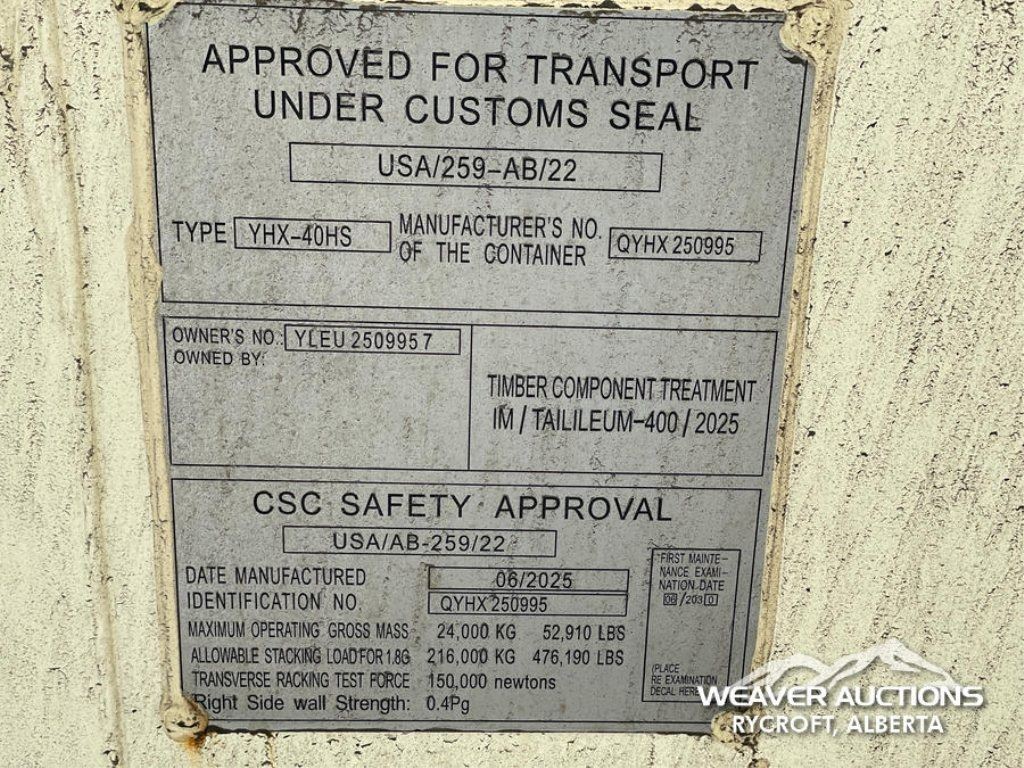 APPROVED FOR TRANSPORT
UNDER CUSTOMS SEAL
USA/259-AB/22
TYPE YHX-40HS MANUFACTURER'S NO. OF THE CONTAINER QYHX 250995
OWNER'S NO.: YLEU 250995 7
OWNED BY:
TIMBER COMPONENT TREATMENT
IM / TAILILEUM-400 / 2025
CSC SAFETY APPROVAL
USA/AB-259/22
DATE MANUFACTURED 06/2025
IDENTIFICATION NO. QYHX 250995
MAXIMUM OPERATING GROSS MASS 24,000 KG 52,910 LBS
ALLOWABLE STACKING LOAD FOR 1.8G 216,000 KG 476,190 LBS
TRANSVERSE RACKING TEST FORCE 150,000 newtons
Right Side wall Strength: 0.4Pg
FIRST MAINTE-
NANCE EXAMI-
NATION DATE
06 /2030
(PLACE
RE EXAMINATION
DECAL HERE
WEAVER AUCTIONS
RYCROFT, ALBERTA